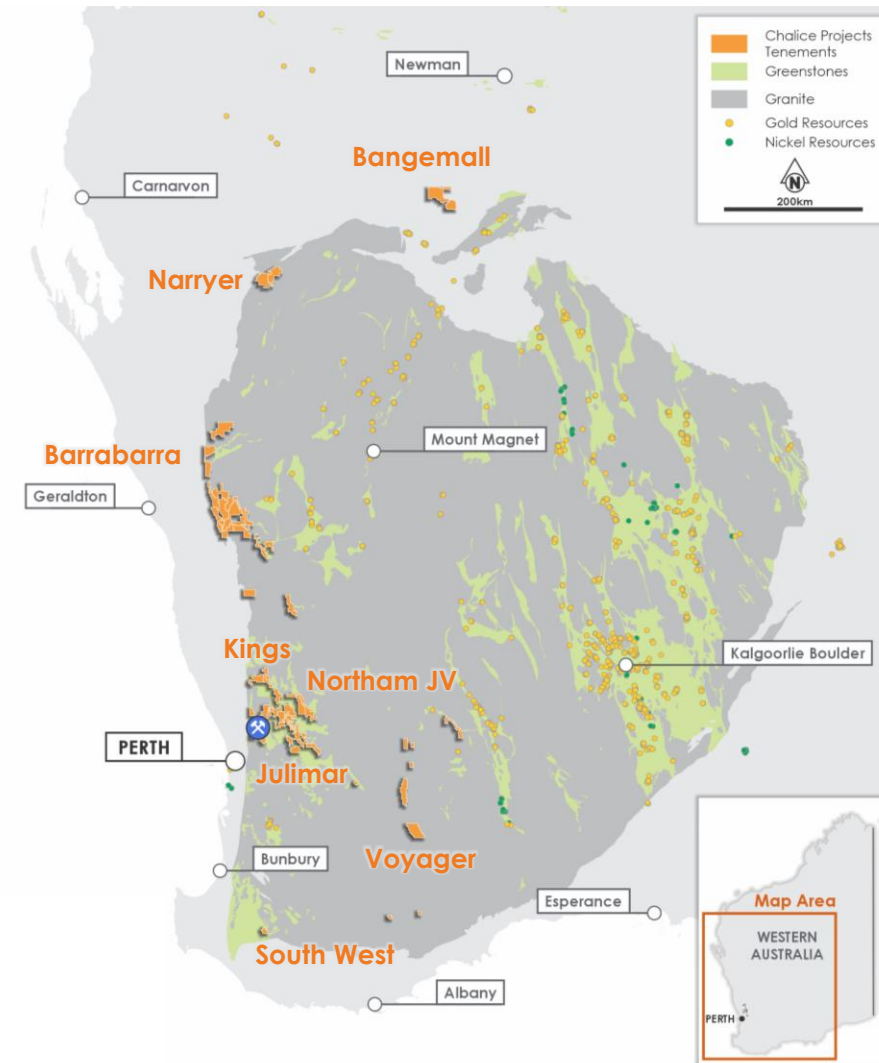 Chalice Projects
Tenements
Greenstones
Granite
Gold Resources
Nickel Resources
N
200km
Newman
Bangemall
Carnarvon
Narryer
Mount Magnet
Barrabarra
Geraldton
Kings
Northam JV
Kalgoorlie Boulder
PERTH
Julimar
Voyager
Bunbury
Esperance
South West
Albany
Map Area
WESTERN
AUSTRALIA
PERTH